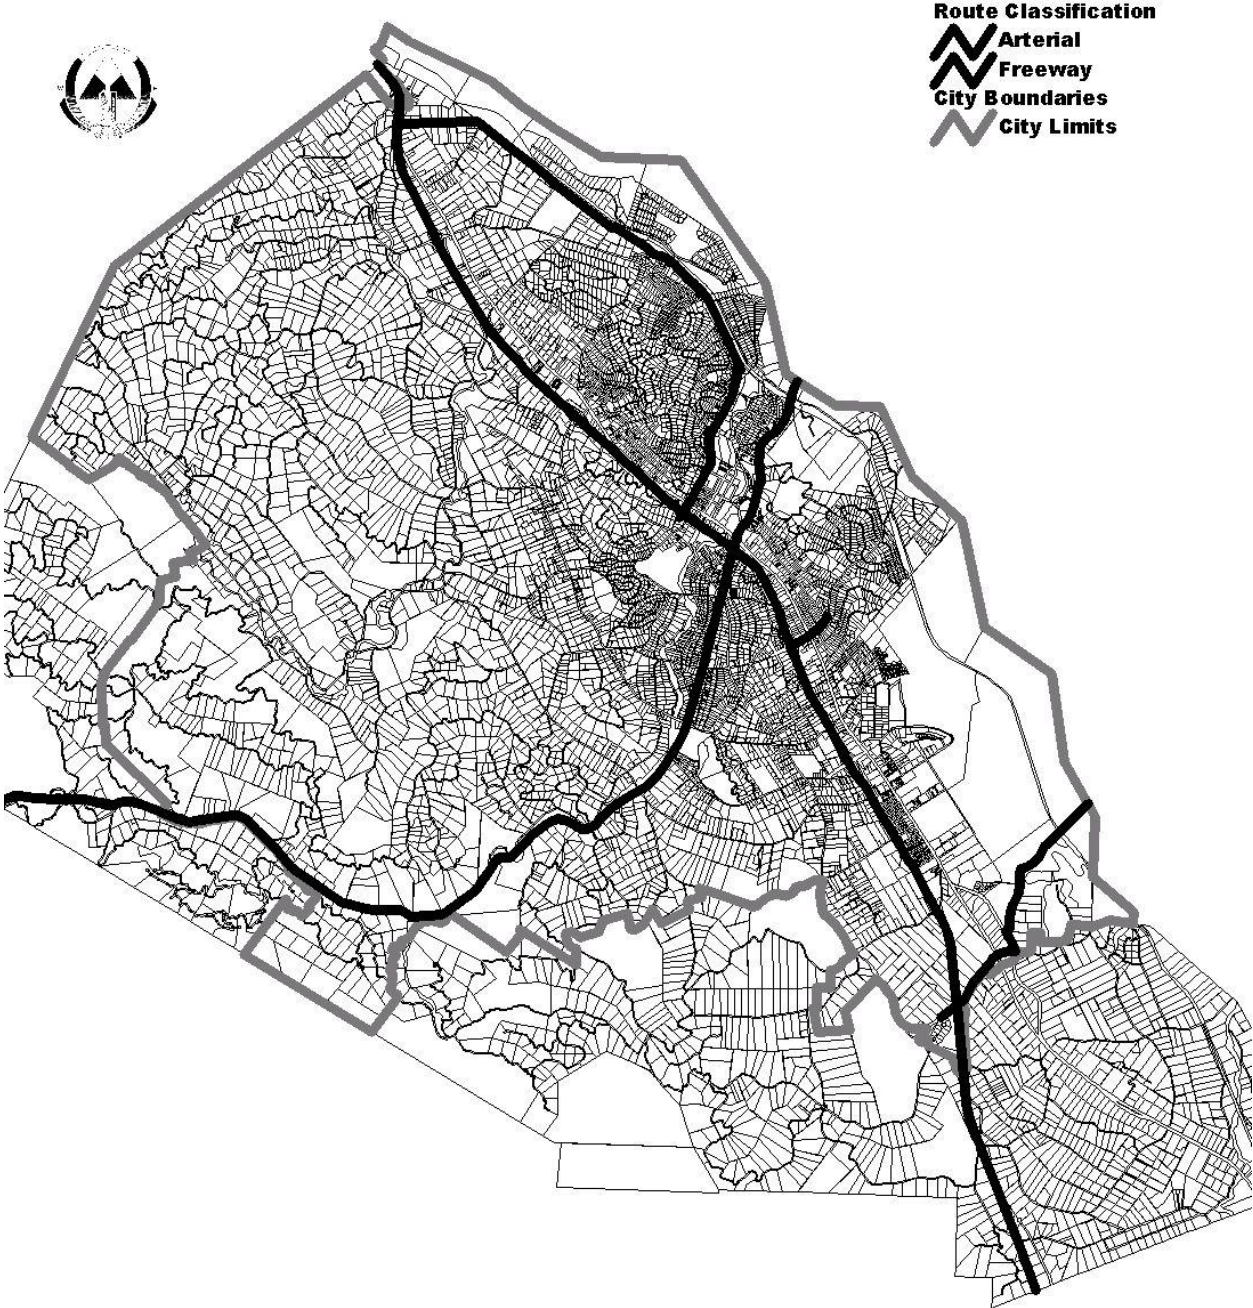 Route Classification
Arterial
Freeway
City Boundaries
City Limits